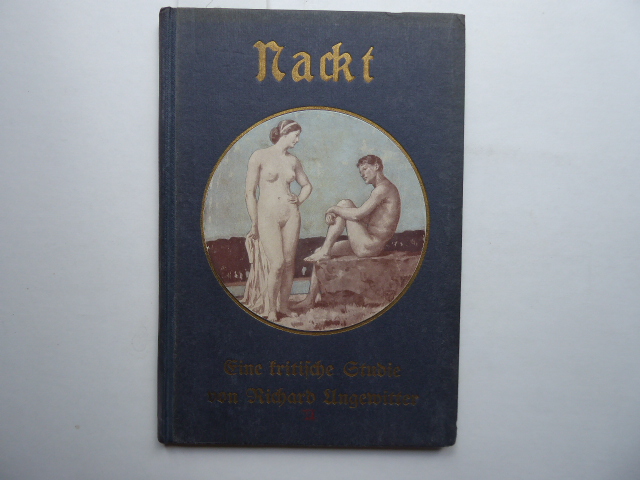 Nackt
Eine kritische Studie
von Richard Ungewitter